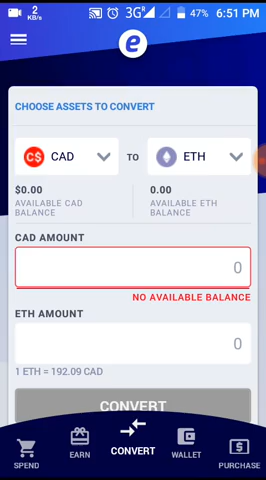 2
KB/s
3G R 47% 6:51 PM
e
CHOOSE ASSETS TO CONVERT
C$ CAD TO ETH
$0.00 0.00
AVAILABLE CAD AVAILABLE ETH
BALANCE BALANCE
CAD AMOUNT
0
NO AVAILABLE BALANCE
ETH AMOUNT
0
1 ETH = 192.09 CAD
CONVERT
SPEND EARN CONVERT WALLET PURCHASE